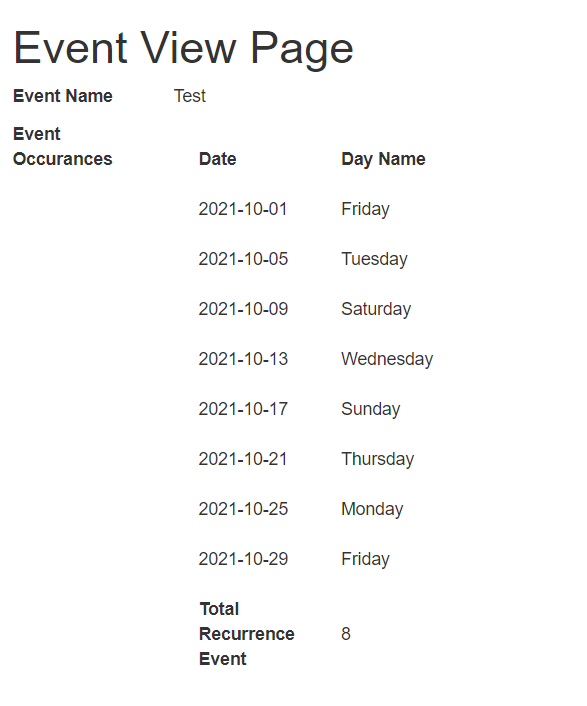 Event View Page
Event Name Test
Event
Occurances Date Day Name
2021-10-01 Friday
2021-10-05 Tuesday
2021-10-09 Saturday
2021-10-13 Wednesday
2021-10-17 Sunday
2021-10-21 Thursday
2021-10-25 Monday
2021-10-29 Friday
Total
Recurrence 8
Event